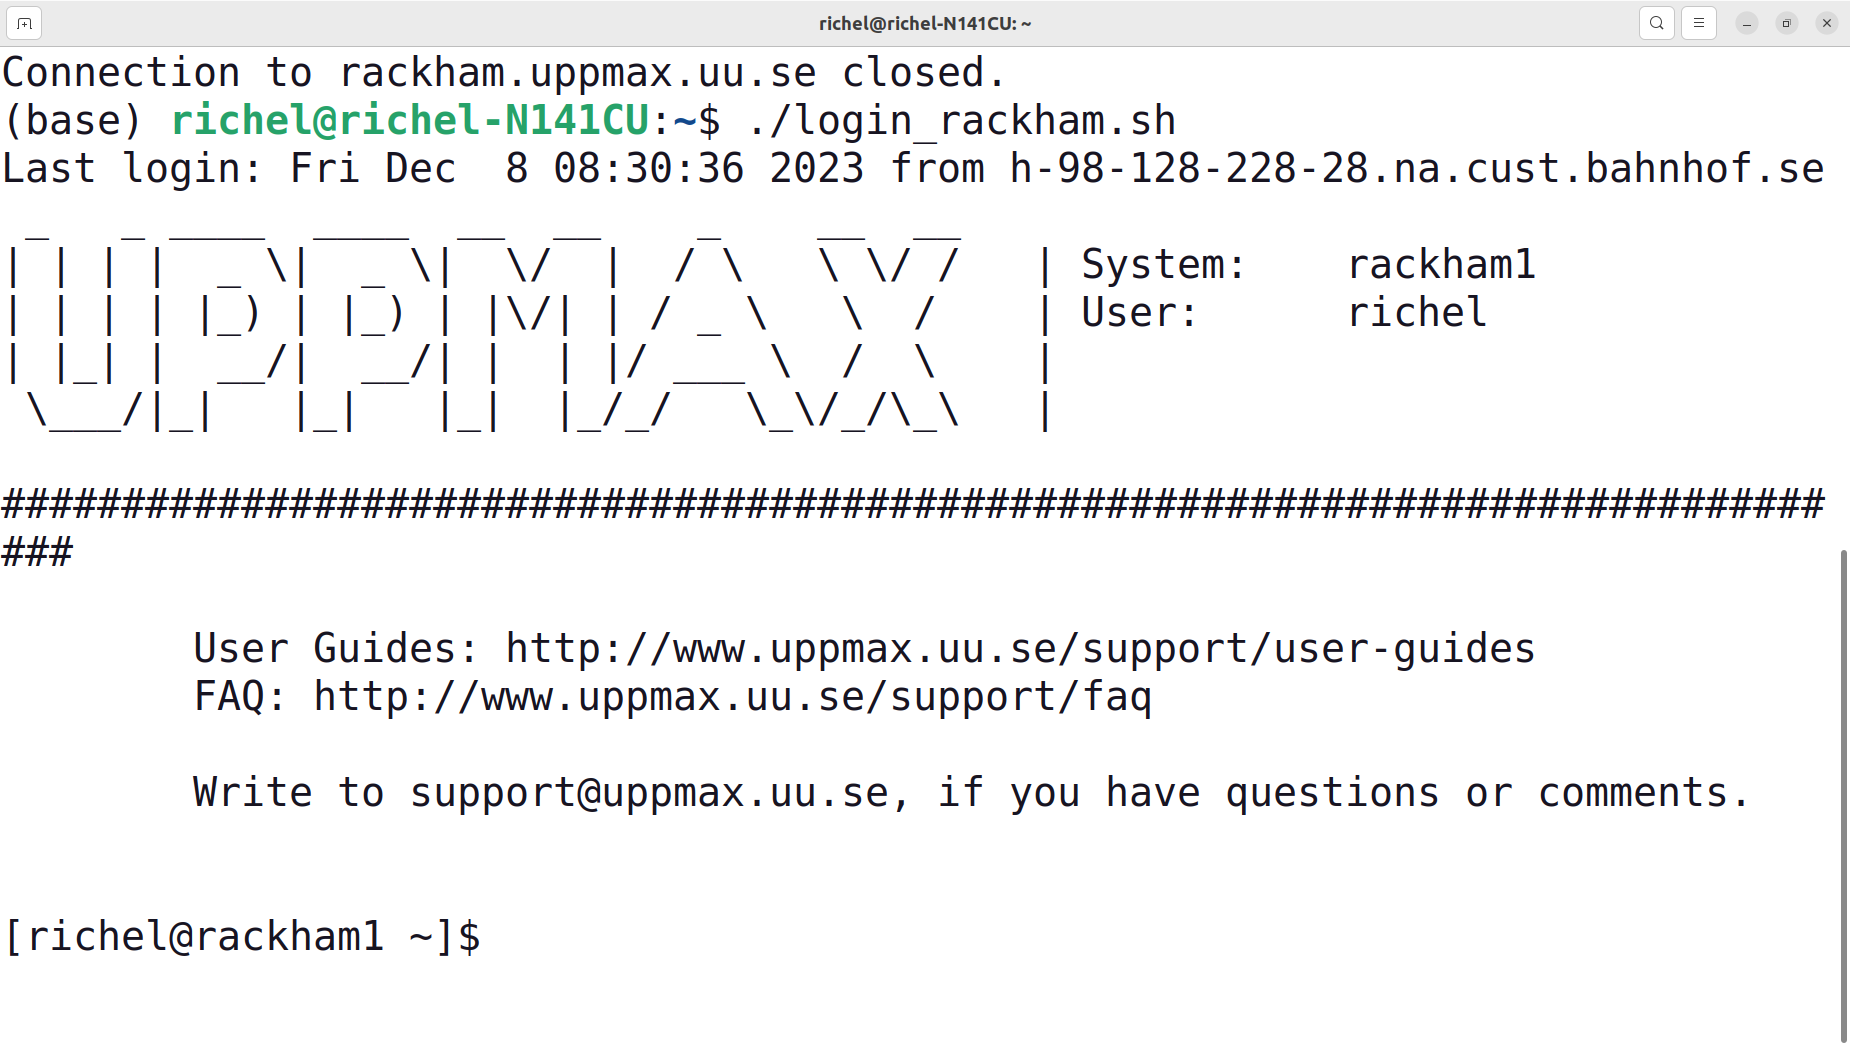 richel@richel-N141CU: ~
Connection to rackham.uppmax.uu.se closed.
(base) richel@richel-N141CU:~$ ./login_rackham.sh
Last login: Fri Dec  8 08:30:36 2023 from h-98-128-228-28.na.cust.bahnhof.se
 _   _ ____  ____  __  __    _    __  __
| | | |  _ \|  _ \|  \/  |  / \   \ \/ /   | System:    rackham1
| | | | |_) | |_) | |\/| | / _ \   \  /    | User:      richel
| |_| |  __/|  __/| |  | |/ ___ \  /  \    |
 \___/|_|   |_|   |_|  |_/_/   \_\/_/\_\   |
############################################################################
###
        User Guides: http://www.uppmax.uu.se/support/user-guides
        FAQ: http://www.uppmax.uu.se/support/faq
        Write to support@uppmax.uu.se, if you have questions or comments.
[richel@rackham1 ~]$